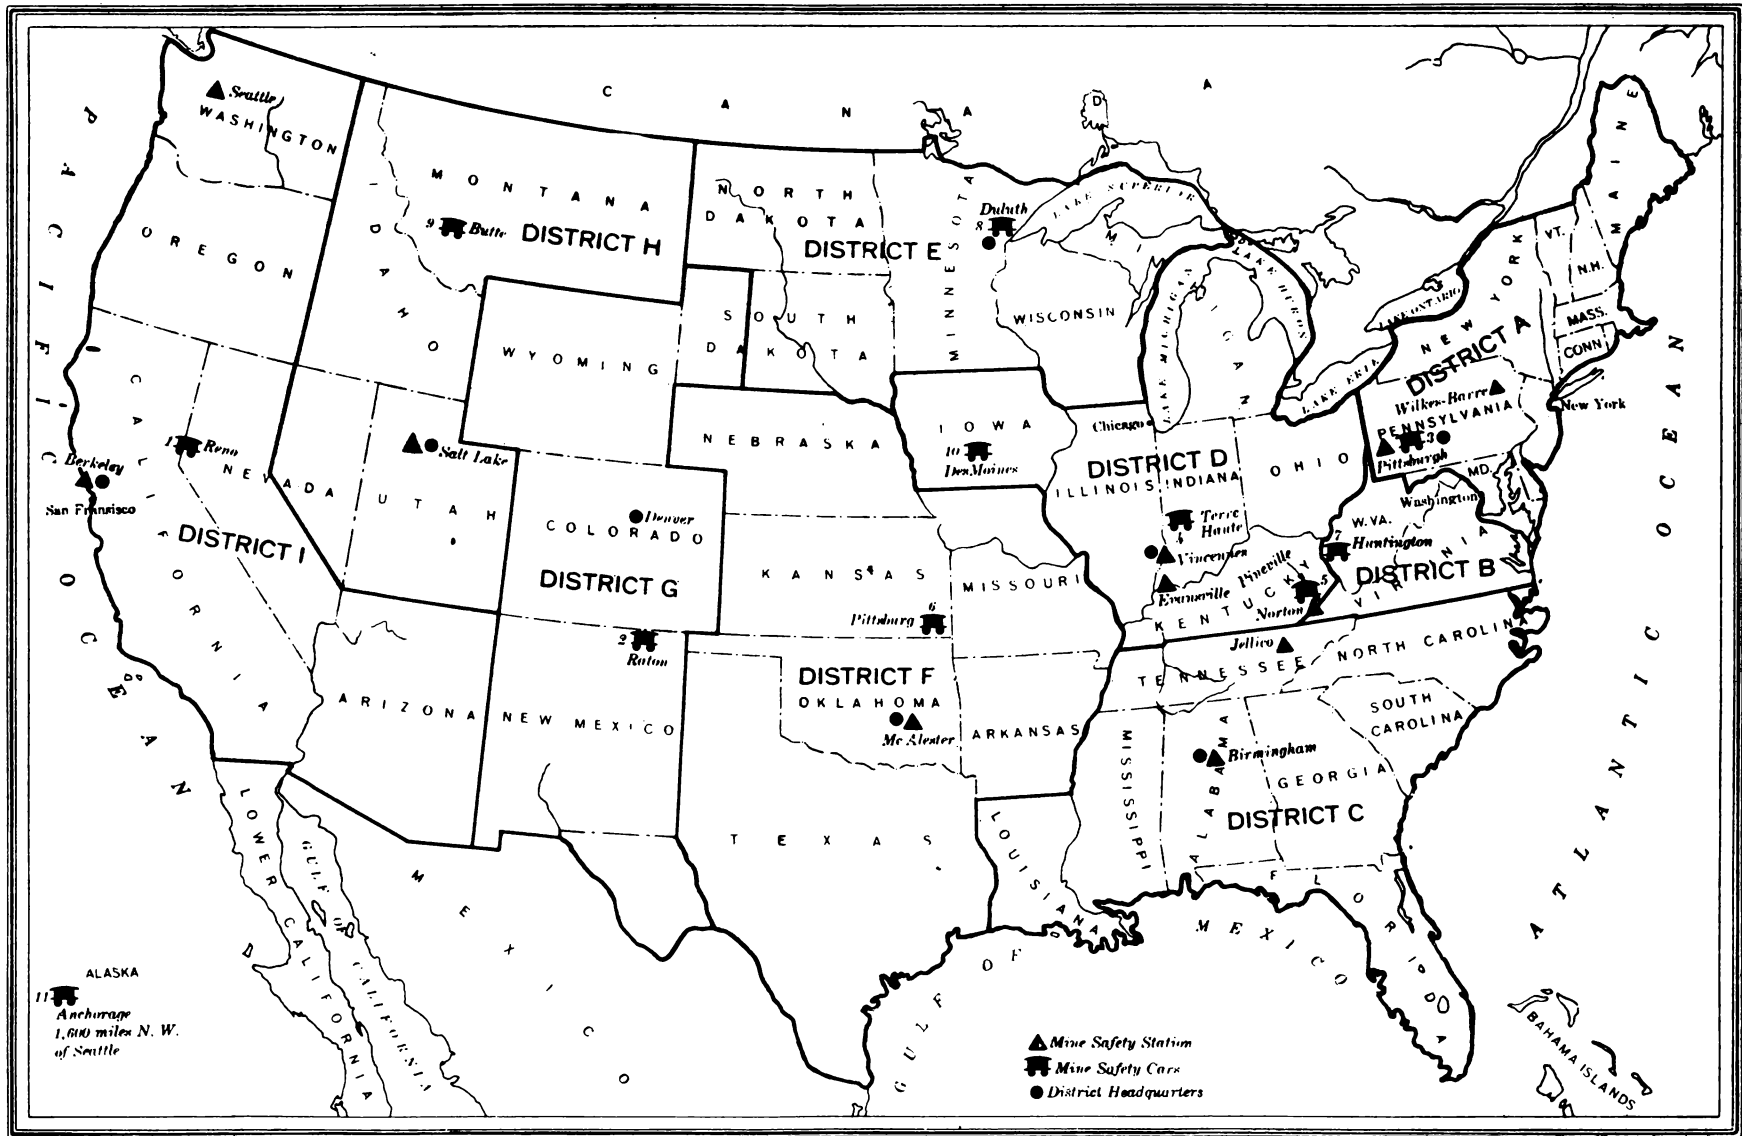 CANADA
PACIFIC OCEAN
ATLANTIC OCEAN
GULF OF MEXICO
MEXICO
GULF OF CALIFORNIA
LOWER CALIFORNIA
BAHAMA ISLANDS
Seattle
WASHINGTON
OREGON
CALIFORNIA
NEVADA
IDAHO
MONTANA
9 Butte
DISTRICT H
WYOMING
UTAH
Salt Lake
1 Reno
Berkeley
San Francisco
DISTRICT I
ARIZONA
NEW MEXICO
2
Raton
COLORADO
Denver
DISTRICT G
NORTH
DAKOTA
DISTRICT E
SOUTH
DAKOTA
NEBRASKA
KANSAS
Pittsburg 6
DISTRICT F
OKLAHOMA
McAlester
TEXAS
MINNESOTA
Duluth
8
WISCONSIN
IOWA
10
Des Moines
MISSOURI
ARKANSAS
LOUISIANA
LAKE SUPERIOR
LAKE MICHIGAN
LAKE HURON
LAKE ERIE
LAKE ONTARIO
MICHIGAN
Chicago
DISTRICT D
ILLINOIS
INDIANA
OHIO
Terre
Haute
4
Vincennes
Evansville
KENTUCKY
Pineville
5
Norton
W.VA.
7
Huntington
DISTRICT B
VIRGINIA
Jellico
TENNESSEE
NORTH CAROLINA
SOUTH
CAROLINA
MISSISSIPPI
ALABAMA
Birmingham
GEORGIA
DISTRICT C
FLORIDA
MAINE
VT.
N.H.
MASS.
CONN
NEW YORK
DISTRICT A
Wilkes-Barre
PENNSYLVANIA
3
Pittsburgh
New York
MD.
Washington
ALASKA
11
Anchorage
1,600 miles N. W.
of Seattle
Mine Safety Station
Mine Safety Cars
District Headquarters